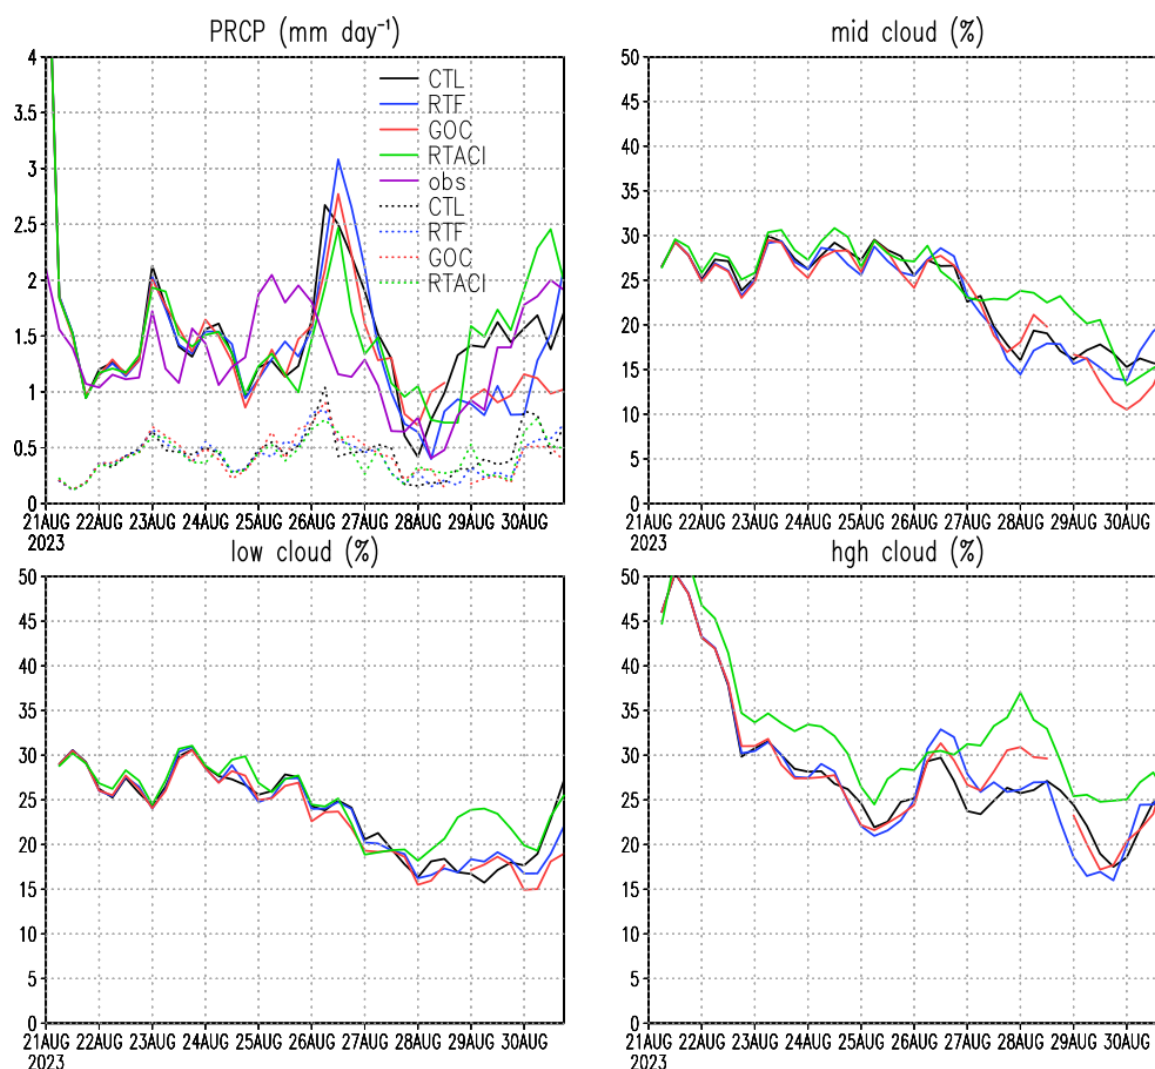 PRCP (mm day⁻¹)
4
3.5
3
2.5
2
1.5
1
0.5
0
CTL
RTF
GOC
RTACI
obs
CTL
RTF
GOC
RTACI
21AUG 22AUG 23AUG 24AUG 25AUG 26AUG 27AUG 28AUG 29AUG 30AUG
2023
mid cloud (%)
50
45
40
35
30
25
20
15
10
5
0
21AUG 22AUG 23AUG 24AUG 25AUG 26AUG 27AUG 28AUG 29AUG 30AUG
2023
low cloud (%)
50
45
40
35
30
25
20
15
10
5
0
21AUG 22AUG 23AUG 24AUG 25AUG 26AUG 27AUG 28AUG 29AUG 30AUG
2023
hgh cloud (%)
50
45
40
35
30
25
20
15
10
5
0
21AUG 22AUG 23AUG 24AUG 25AUG 26AUG 27AUG 28AUG 29AUG 30AUG
2023